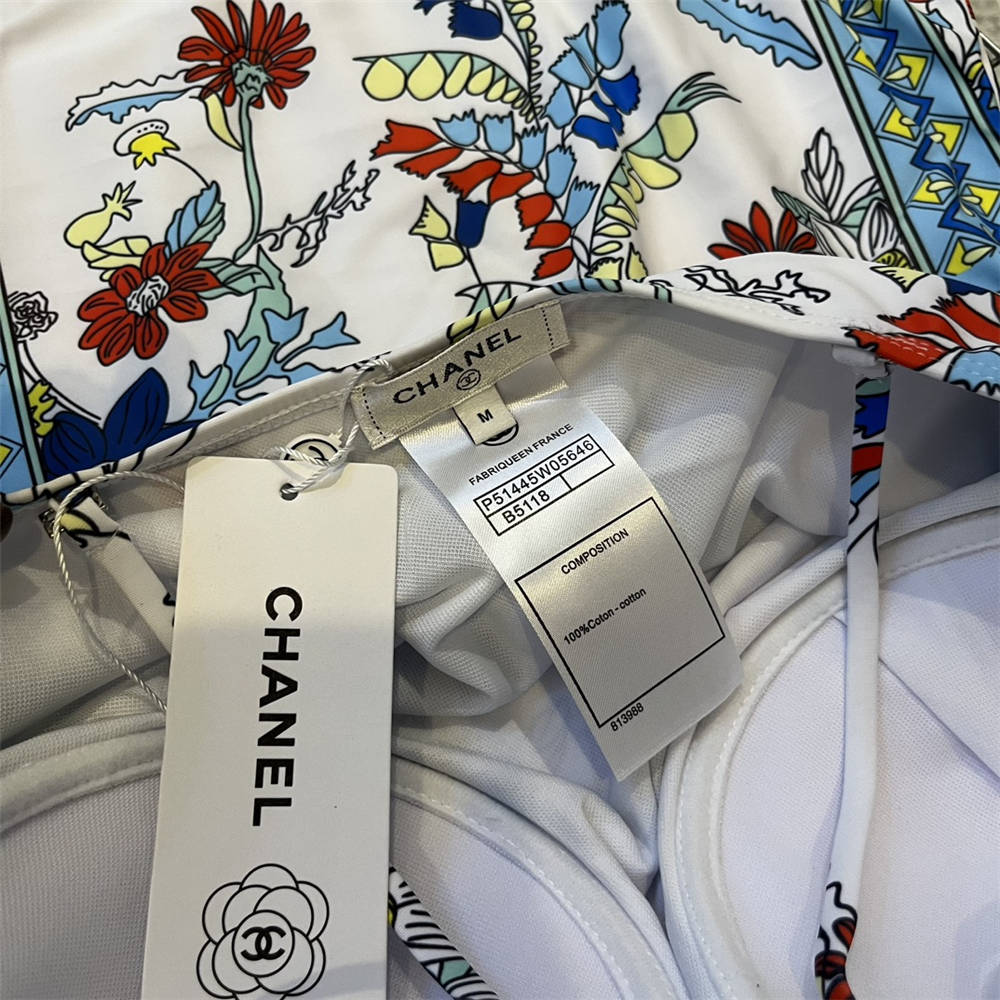 CHANEL
M
FABRIQUEEN FRANCE
P51445W05646
B5118
COMPOSITION
100%Coton - cotton
813988
CHANEL